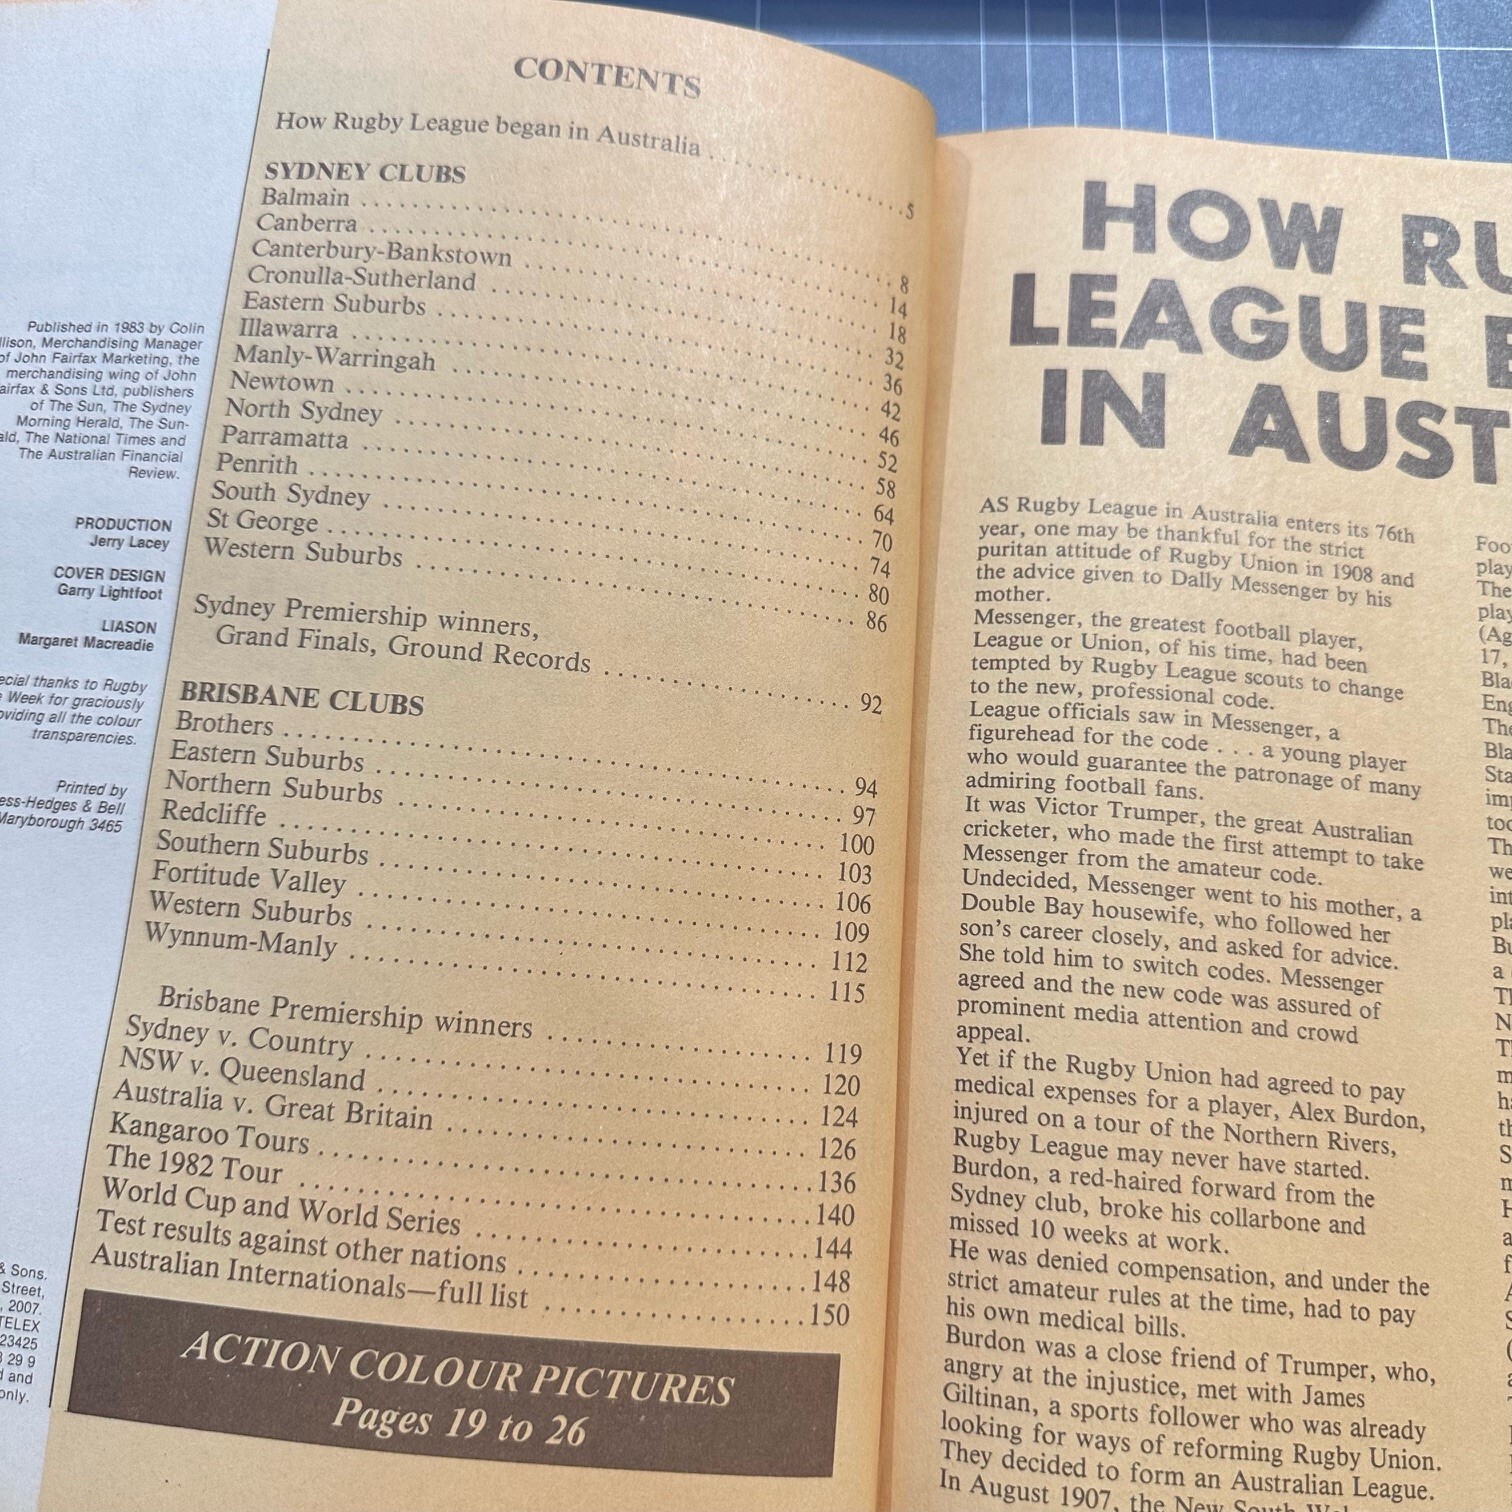 Published in 1983 by Colin
Merchandising Manager
of John Fairfax Marketing, the
merchandising wing of John
& Sons Ltd, publishers
of The Sun, The Sydney
Morning Herald, The Sun-
The National Times and
The Australian Financial
Review.
PRODUCTION
Jerry Lacey
COVER DESIGN
Garry Lightfoot
LIASON
Margaret Macreadie
thanks to Rugby
Week for graciously
all the colour
transparencies.
Printed by
& Bell
Maryborough 3465
& Sons.
Street,
2007.
TELEX
23425
29 9
and
only.
CONTENTS
How Rugby League began in Australia ..................5
SYDNEY CLUBS
Balmain ..................8
Canberra ..................14
Canterbury-Bankstown ..................18
Cronulla-Sutherland ..................32
Eastern Suburbs ..................36
Illawarra ..................42
Manly-Warringah ..................46
Newtown ..................52
North Sydney ..................58
Parramatta ..................64
Penrith ..................70
South Sydney ..................74
St George ..................80
Western Suburbs ..................86
Sydney Premiership winners,
Grand Finals, Ground Records ..................92
BRISBANE CLUBS
Brothers ..................94
Eastern Suburbs ..................97
Northern Suburbs ..................100
Redcliffe ..................103
Southern Suburbs ..................106
Fortitude Valley ..................109
Western Suburbs ..................112
Wynnum-Manly ..................115
Brisbane Premiership winners ..................119
Sydney v. Country ..................120
NSW v. Queensland ..................124
Australia v. Great Britain ..................126
Kangaroo Tours ..................136
The 1982 Tour ..................140
World Cup and World Series ..................144
Test results against other nations ..................148
Australian Internationals—full list ..................150
ACTION COLOUR PICTURES
Pages 19 to 26
HOW
LEAGUE
IN
AS Rugby League in Australia enters its 76th
year, one may be thankful for the strict
puritan attitude of Rugby Union in 1908 and
the advice given to Dally Messenger by his
mother.
Messenger, the greatest football player,
League or Union, of his time, had been
tempted by Rugby League scouts to change
to the new, professional code.
League officials saw in Messenger, a
figurehead for the code . . . a young player
who would guarantee the patronage of many
admiring football fans.
It was Victor Trumper, the great Australian
cricketer, who made the first attempt to take
Messenger from the amateur code.
Undecided, Messenger went to his mother, a
Double Bay housewife, who followed her
son's career closely, and asked for advice.
She told him to switch codes. Messenger
agreed and the new code was assured of
prominent media attention and crowd
appeal.
Yet if the Rugby Union had agreed to pay
medical expenses for a player, Alex Burdon,
injured on a tour of the Northern Rivers,
Rugby League may never have started.
Burdon, a red-haired forward from the
Sydney club, broke his collarbone and
missed 10 weeks at work.
He was denied compensation, and under the
strict amateur rules at the time, had to pay
his own medical bills.
Burdon was a close friend of Trumper, who,
angry at the injustice, met with James
Giltinan, a sports follower who was already
looking for ways of reforming Rugby Union.
They decided to form an Australian League.
In August 1907, the New South